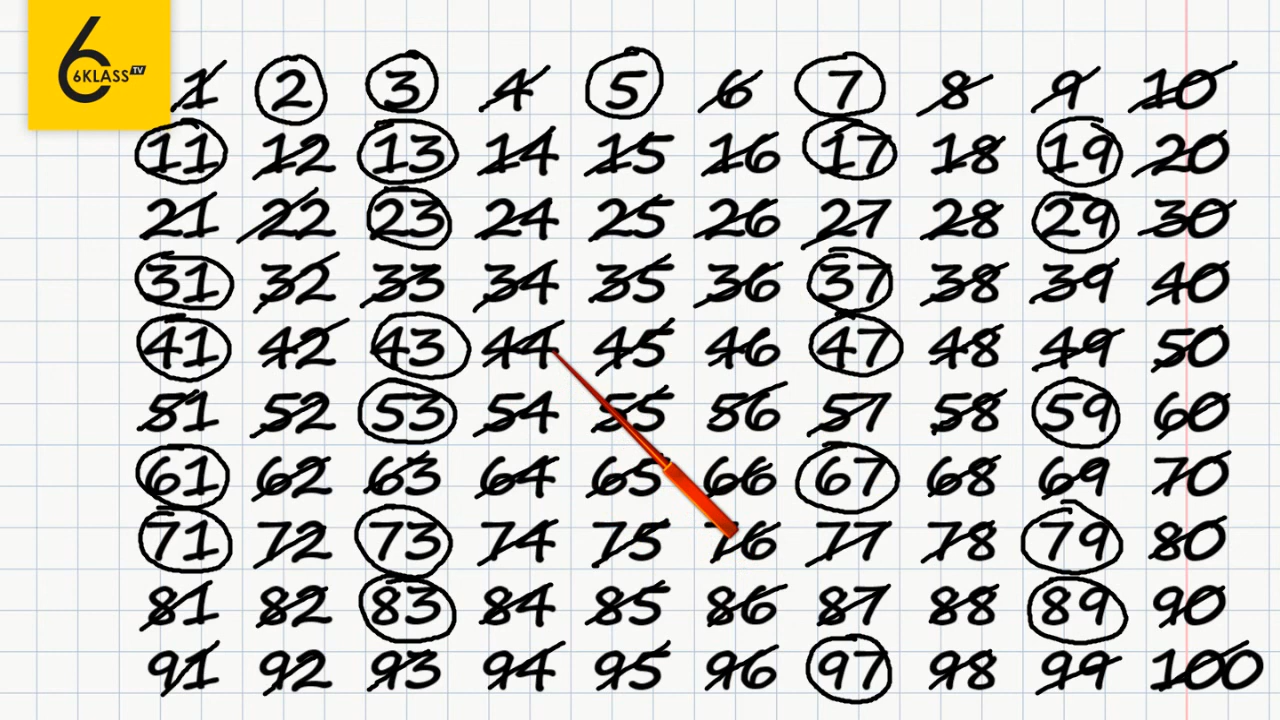 6
6KLASS TV
1 2 3 4 5 6 7 8 9 10
11 12 13 14 15 16 17 18 19 20
21 22 23 24 25 26 27 28 29 30
31 32 33 34 35 36 37 38 39 40
41 42 43 44 45 46 47 48 49 50
51 52 53 54 55 56 57 58 59 60
61 62 63 64 65 66 67 68 69 70
71 72 73 74 75 76 77 78 79 80
81 82 83 84 85 86 87 88 89 90
91 92 93 94 95 96 97 98 99 100